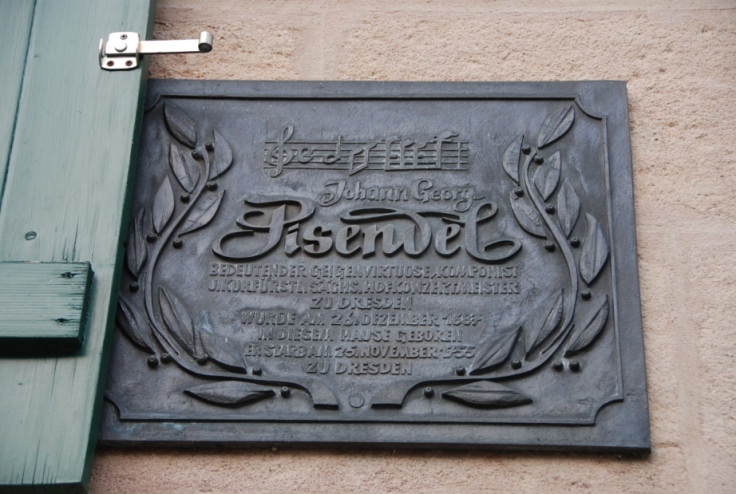 Johann Georg
Pisendel
BEDEUTENDER GEIGENVIRTUOSE, KOMPONIST
U. KURFÜRSTL. SÄCHS. HOFKONZERTMEISTER
ZU DRESDEN
WURDE AM 26. DEZEMBER 1687
IN DIESEM HAUSE GEBOREN
ER STARB AM 25. NOVEMBER 1755
ZU DRESDEN